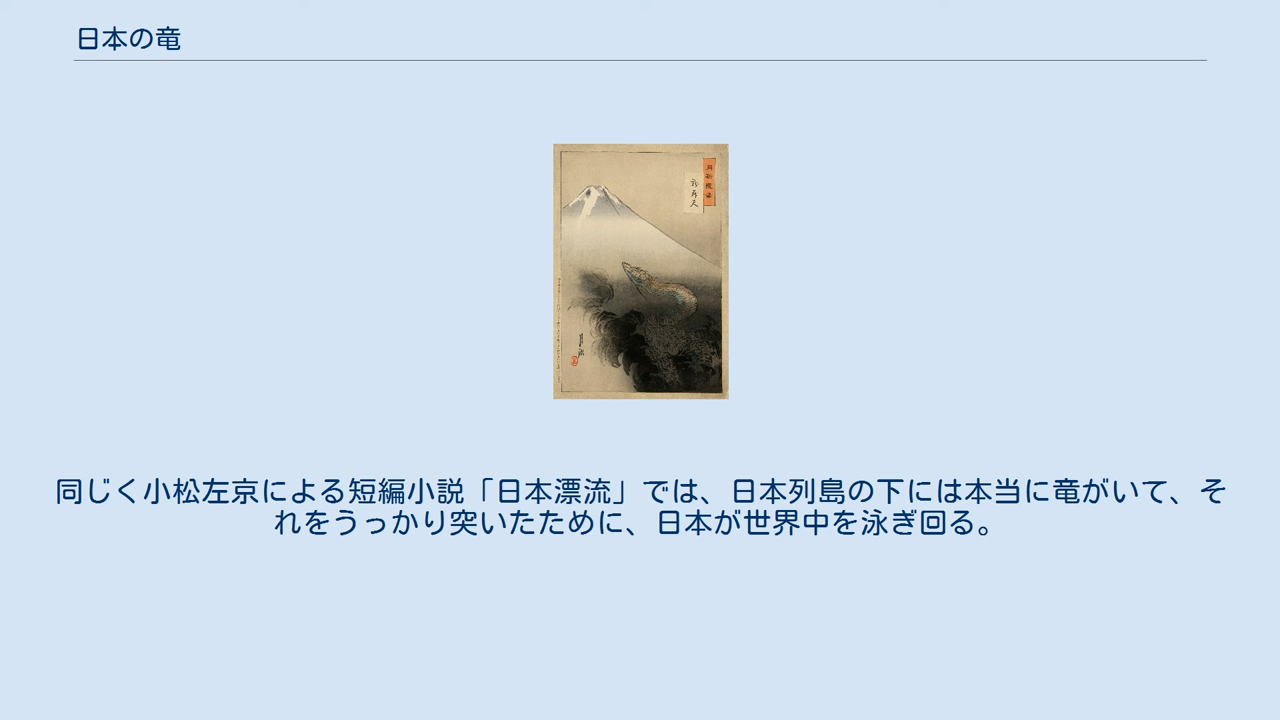 日本の竜
同じく小松左京による短編小説「日本漂流」では、日本列島の下には本当に竜がいて、そ
れをうっかり突いたために、日本が世界中を泳ぎ回る。